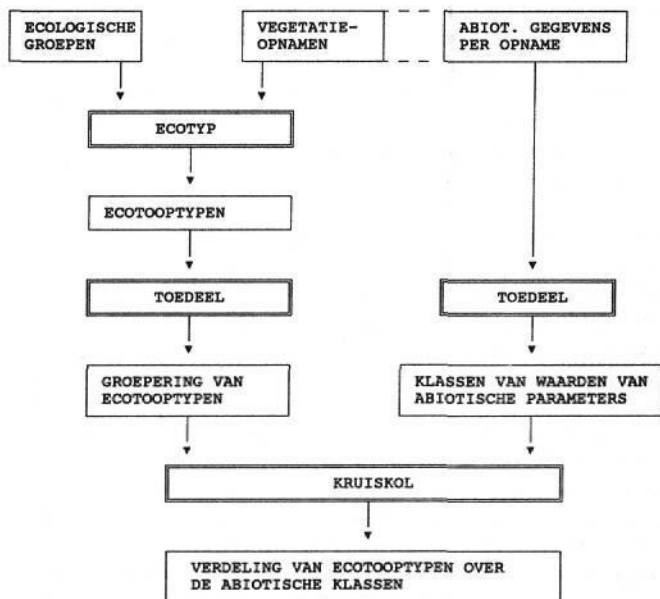 ECOLOGISCHE
GROEPEN
VEGETATIE-
OPNAMEN
ABIOT. GEGEVENS
PER OPNAME
ECOTYP
ECOTOOPTYPEN
TOEDEEL
TOEDEEL
GROEPERING VAN
ECOTOOPTYPEN
KLASSEN VAN WAARDEN VAN
ABIOTISCHE PARAMETERS
KRUISKOL
VERDELING VAN ECOTOOPTYPEN OVER
DE ABIOTISCHE KLASSEN